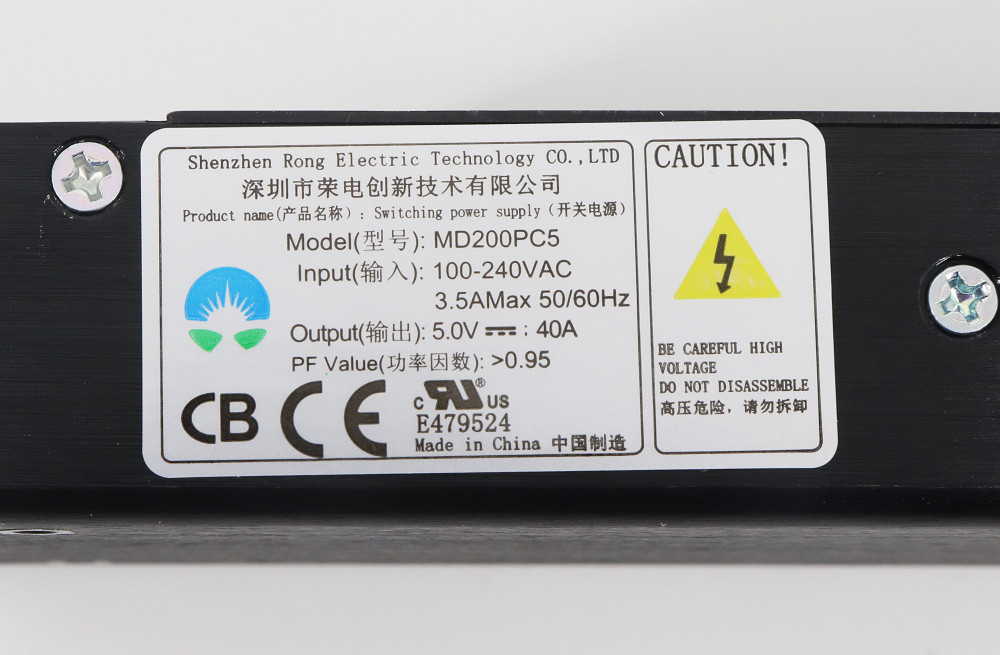 Shenzhen Rong Electric Technology CO.,LTD
深圳市荣电创新技术有限公司
Product name(产品名称): Switching power supply(开关电源)
Model(型号): MD200PC5
Input(输入): 100-240VAC
3.5AMax 50/60Hz
Output(输出): 5.0V ⎓ : 40A
PF Value(功率因数): >0.95
CB CE c RU® US
E479524
Made in China 中国制造
CAUTION!
BE CAREFUL HIGH
VOLTAGE
DO NOT DISASSEMBLE
高压危险，请勿拆卸